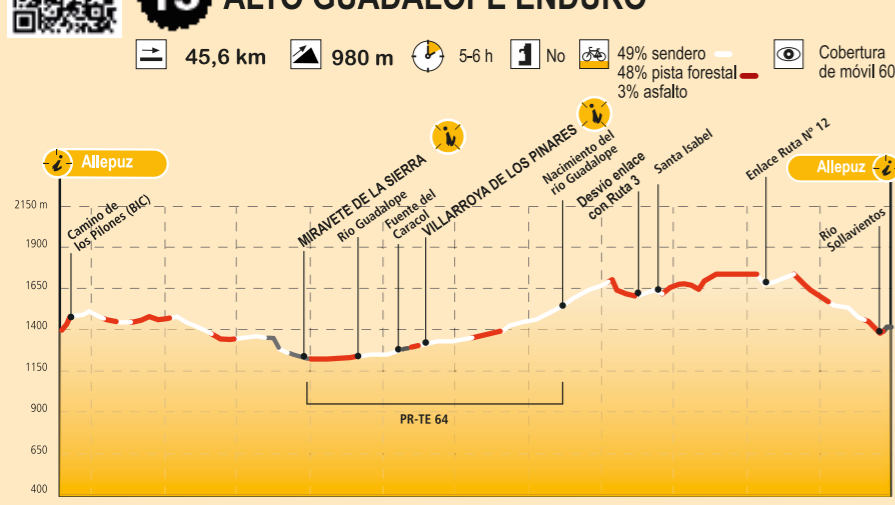 ALTO GUADALOPE ENDURO
45,6 km
980 m
5-6 h
No
49% sendero
48% pista forestal
3% asfalto
Cobertura
de móvil 60
Allepuz
Camino de
los Pilones (BIC)
MIRAVETE DE LA SIERRA
Río Guadalope
Fuente del
Caracol
VILLARROYA DE LOS PINARES
Nacimiento del
río Guadalope
Desvio enlace
con Ruta 3
Santa Isabel
Enlace Ruta Nº 12
Allepuz
Río
Sollavientos
2150 m
1900
1650
1400
1150
900
650
400
PR-TE 64